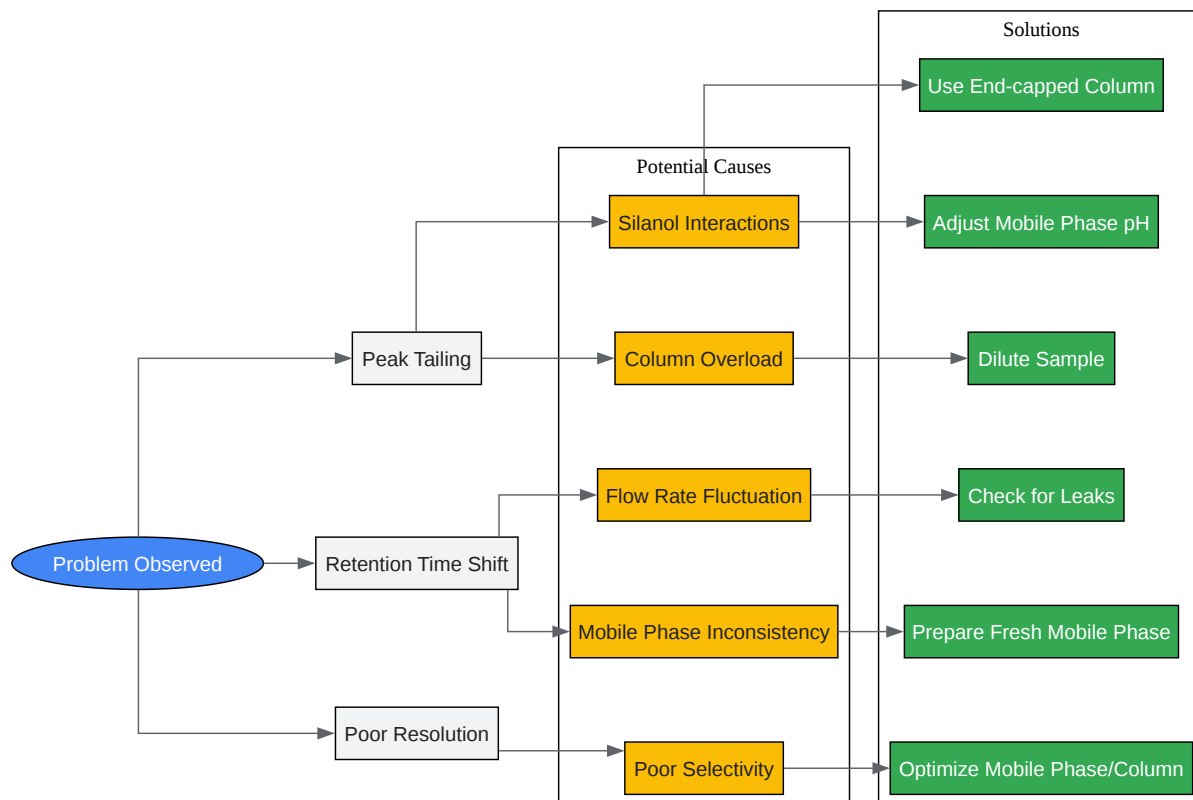 Solutions
Use End-capped Column
Potential Causes
Silanol Interactions
Adjust Mobile Phase pH
Peak Tailing
Column Overload
Dilute Sample
Flow Rate Fluctuation
Check for Leaks
Problem Observed
Retention Time Shift
Mobile Phase Inconsistency
Prepare Fresh Mobile Phase
Poor Resolution
Poor Selectivity
Optimize Mobile Phase/Column